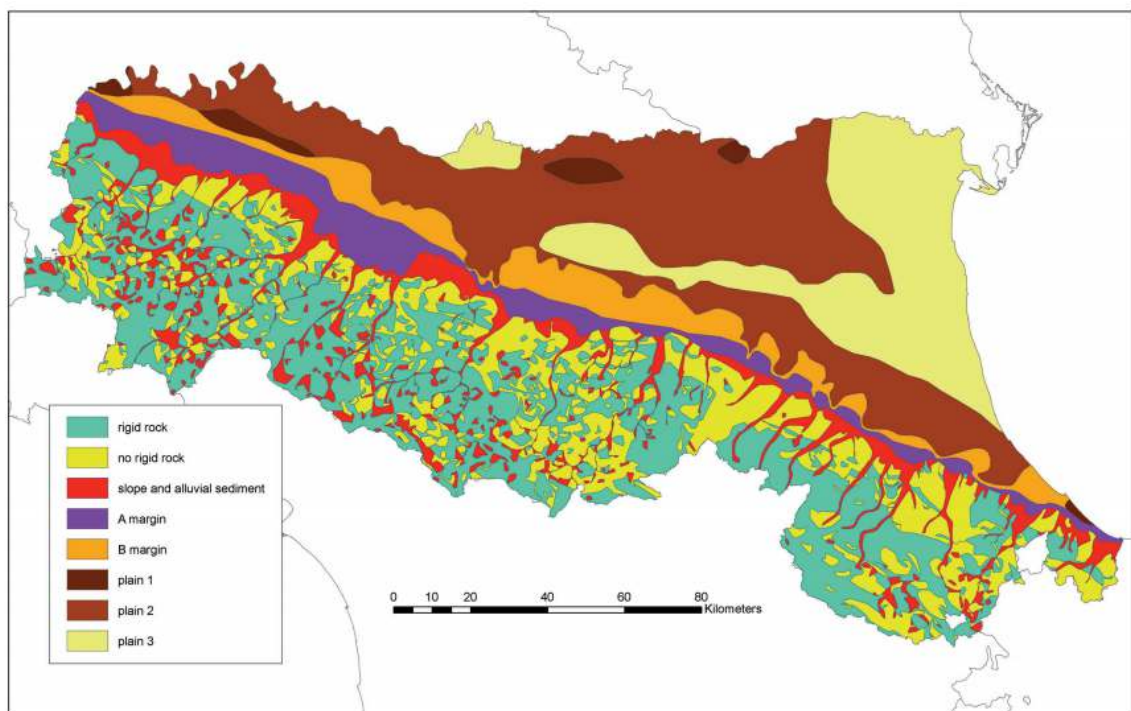 rigid rock
no rigid rock
slope and alluvial sediment
A margin
B margin
plain 1
plain 2
plain 3
0 10 20 40 60 80
Kilometers